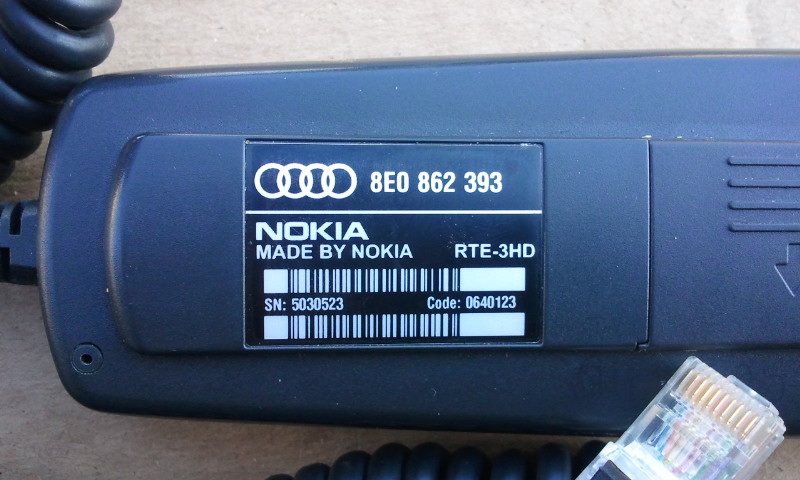 8E0 862 393
NOKIA
MADE BY NOKIA RTE-3HD
SN: 5030523 Code: 0640123